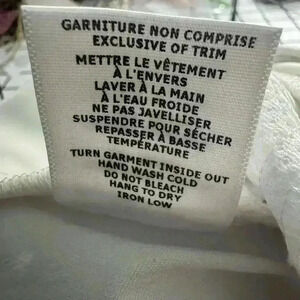 GARNITURE NON COMPRISE
EXCLUSIVE OF TRIM
METTRE LE VÊTEMENT
À L'ENVERS
LAVER À LA MAIN
À L'EAU FROIDE
NE PAS JAVELLISER
SUSPENDRE POUR SÉCHER
REPASSER À BASSE
TEMPÉRATURE
TURN GARMENT INSIDE OUT
HAND WASH COLD
DO NOT BLEACH
HANG TO DRY
IRON LOW